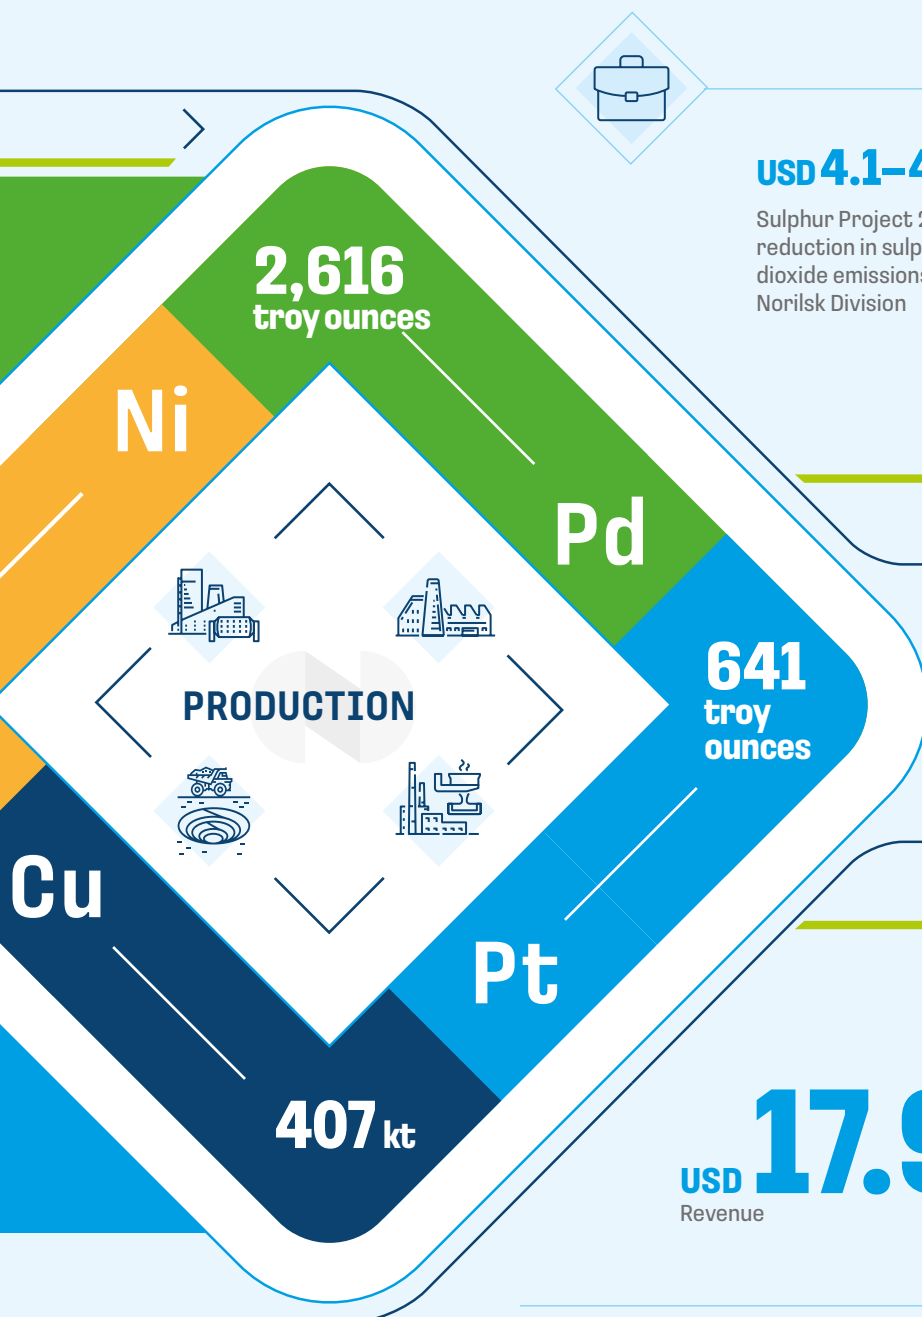 USD 4.1–4
Sulphur Project 2
reduction in sulp
dioxide emissions
Norilsk Division
2,616
troy ounces
Ni
Pd
641
troy
ounces
PRODUCTION
Cu
Pt
407 kt
USD 17.9
Revenue